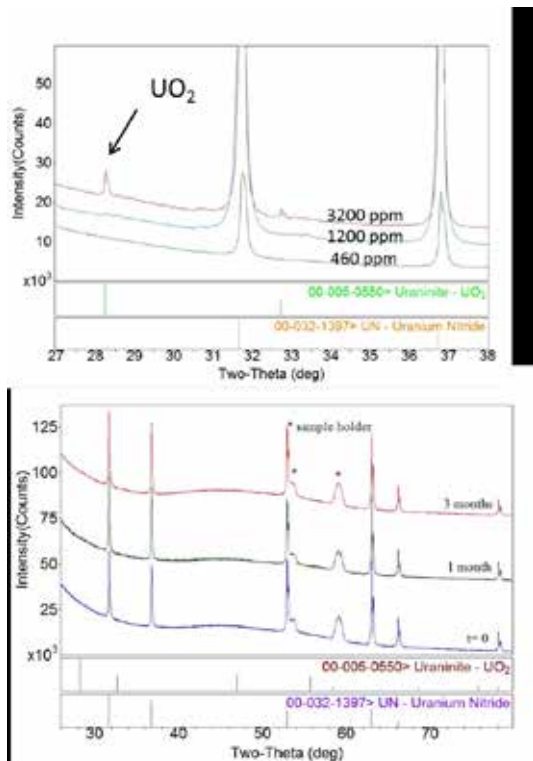 60
50
40
30
20
10
x10³
Intensity(Counts)
UO₂
3200 ppm
1200 ppm
460 ppm
00-005-0550> Uraninite - UO₂
00-032-1397> UN - Uranium Nitride
27 28 29 30 31 32 33 34 35 36 37 38
Two-Theta (deg)
125
100
75
50
25
x10³
Intensity(Counts)
* sample holder
* *
3 months
1 month
t= 0
00-005-0550> Uraninite - UO₂
00-032-1397> UN - Uranium Nitride
30 40 50 60 70
Two-Theta (deg)